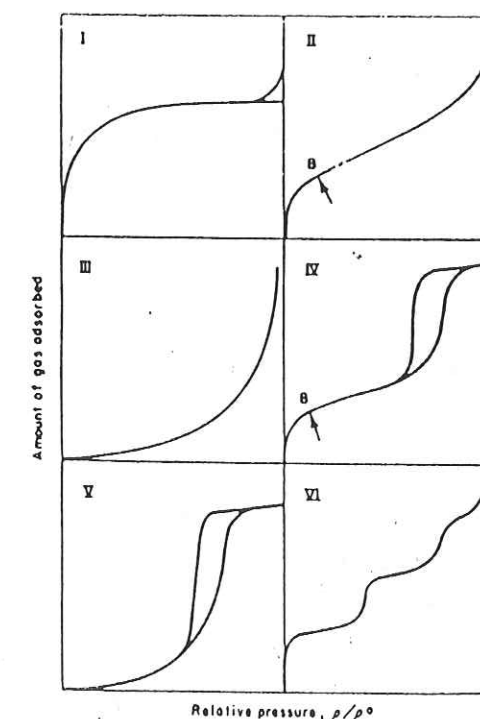 I
II
B
III
IV
B
V
VI
Amount of gas adsorbed
Relative pressure, p/p°